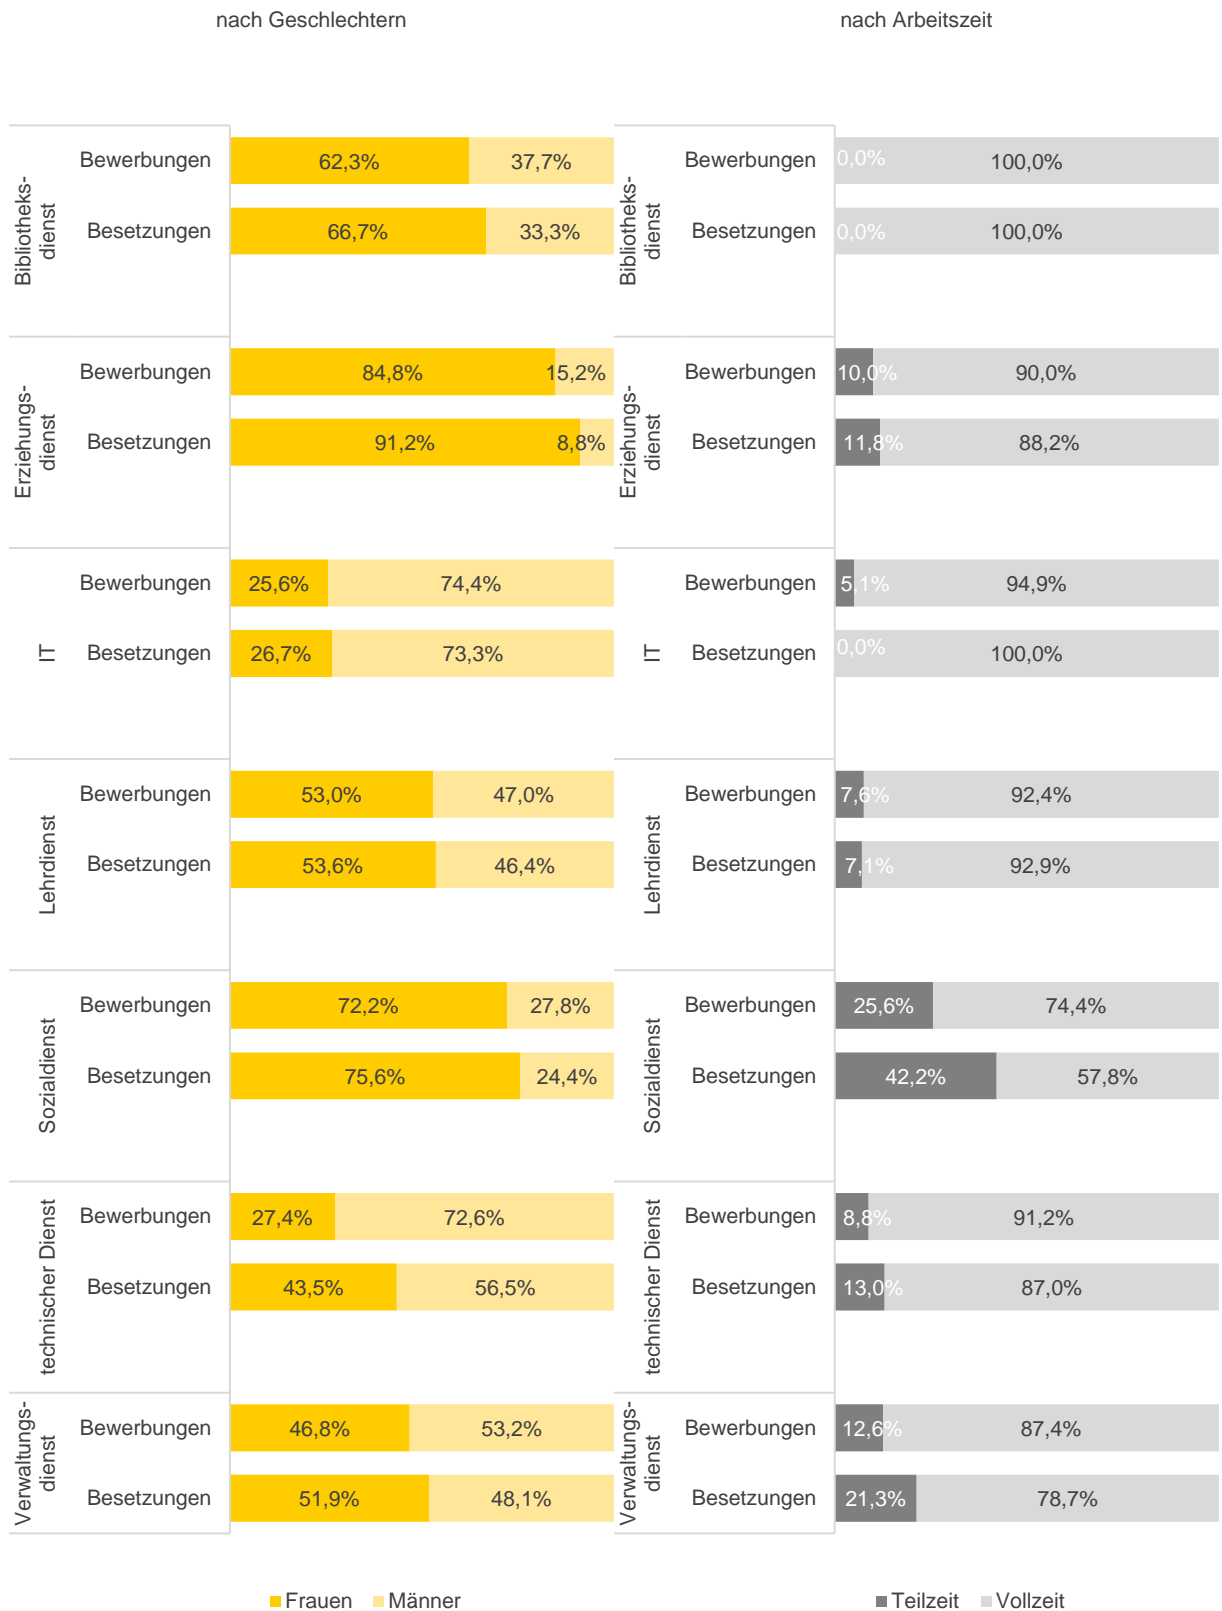 nach Geschlechtern
Bibliotheks-
dienst
Bewerbungen 62,3% 37,7%
Besetzungen 66,7% 33,3%
Erziehungs-
dienst
Bewerbungen 84,8% 15,2%
Besetzungen 91,2% 8,8%
IT
Bewerbungen 25,6% 74,4%
Besetzungen 26,7% 73,3%
Lehrdienst
Bewerbungen 53,0% 47,0%
Besetzungen 53,6% 46,4%
Sozialdienst
Bewerbungen 72,2% 27,8%
Besetzungen 75,6% 24,4%
technischer Dienst
Bewerbungen 27,4% 72,6%
Besetzungen 43,5% 56,5%
Verwaltungs-
dienst
Bewerbungen 46,8% 53,2%
Besetzungen 51,9% 48,1%
Frauen Männer
nach Arbeitszeit
Bibliotheks-
dienst
Bewerbungen 0,0% 100,0%
Besetzungen 0,0% 100,0%
Erziehungs-
dienst
Bewerbungen 10,0% 90,0%
Besetzungen 11,8% 88,2%
IT
Bewerbungen 5,1% 94,9%
Besetzungen 0,0% 100,0%
Lehrdienst
Bewerbungen 7,6% 92,4%
Besetzungen 7,1% 92,9%
Sozialdienst
Bewerbungen 25,6% 74,4%
Besetzungen 42,2% 57,8%
technischer Dienst
Bewerbungen 8,8% 91,2%
Besetzungen 13,0% 87,0%
Verwaltungs-
dienst
Bewerbungen 12,6% 87,4%
Besetzungen 21,3% 78,7%
Teilzeit Vollzeit